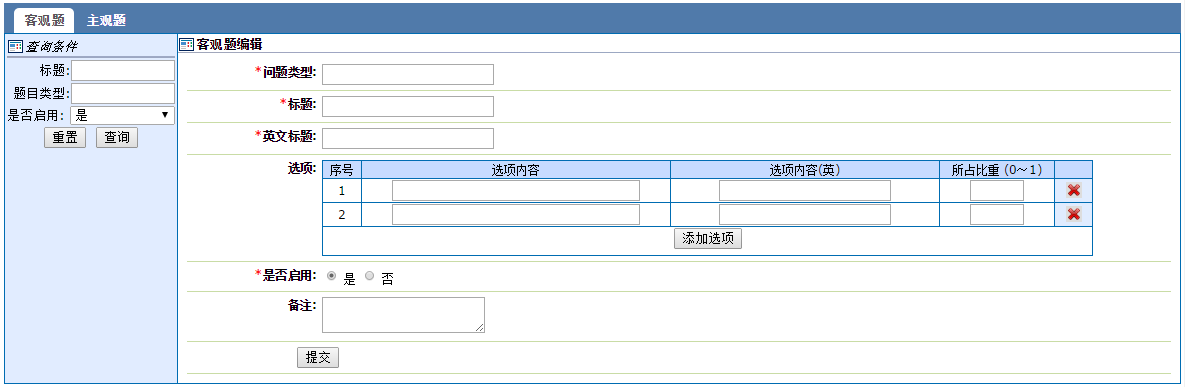 客观题 主观题
查询条件
标题:
题目类型:
是否启用: 是
重置 查询
客观题编辑
*问题类型:
*标题:
*英文标题:
选项: 序号 选项内容 选项内容(英) 所占比重 (0～1)
1
2
添加选项
*是否启用: 是 否
备注:
提交